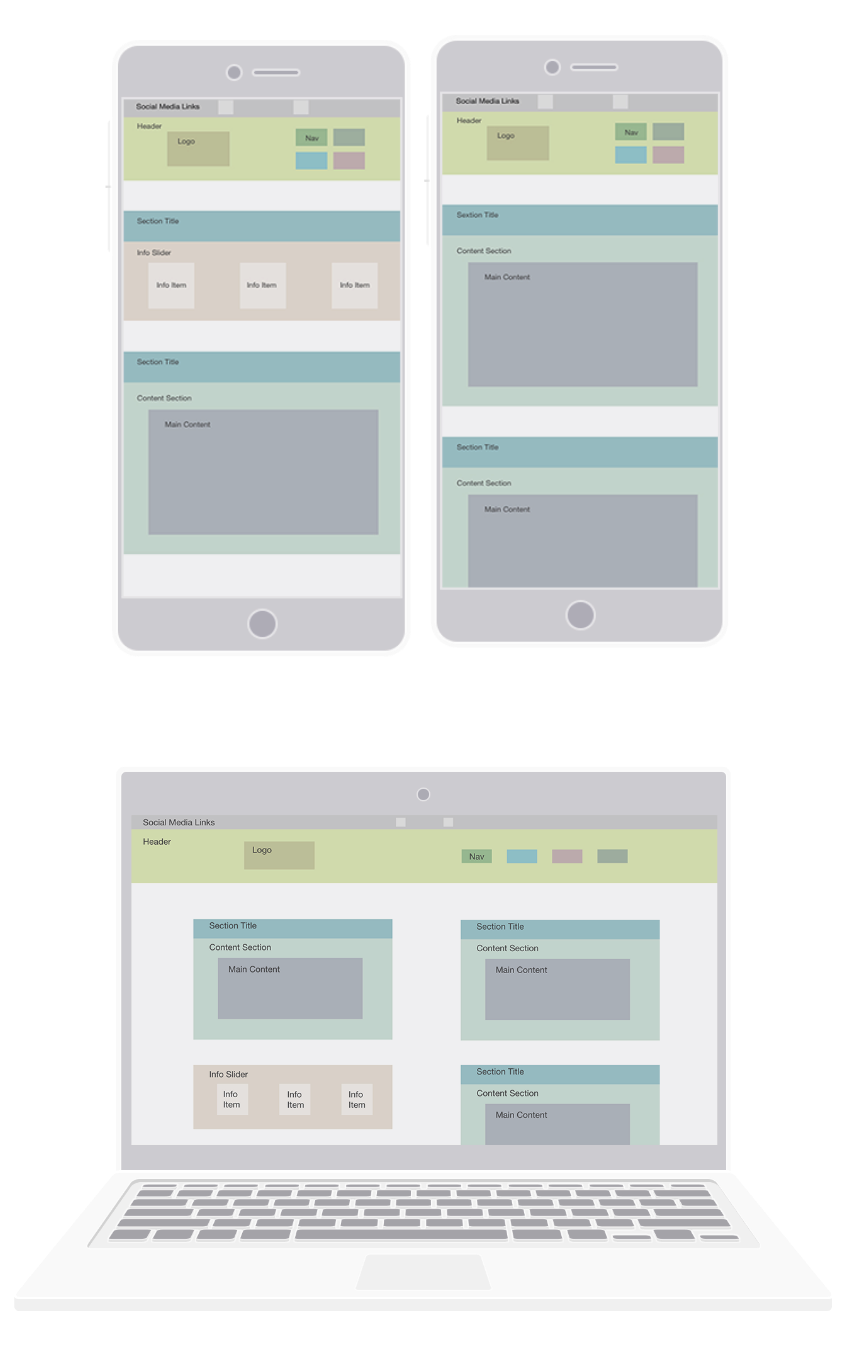 Social Media Links
Header
Logo
Nav
Section Title
Info Slider
Info Item
Info Item
Info Item
Section Title
Content Section
Main Content
Social Media Links
Header
Logo
Nav
Section Title
Content Section
Main Content
Section Title
Content Section
Main Content
Social Media Links
Header
Logo
Nav
Section Title
Content Section
Main Content
Section Title
Content Section
Main Content
Info Slider
Info
Item
Info
Item
Info
Item
Section Title
Content Section
Main Content